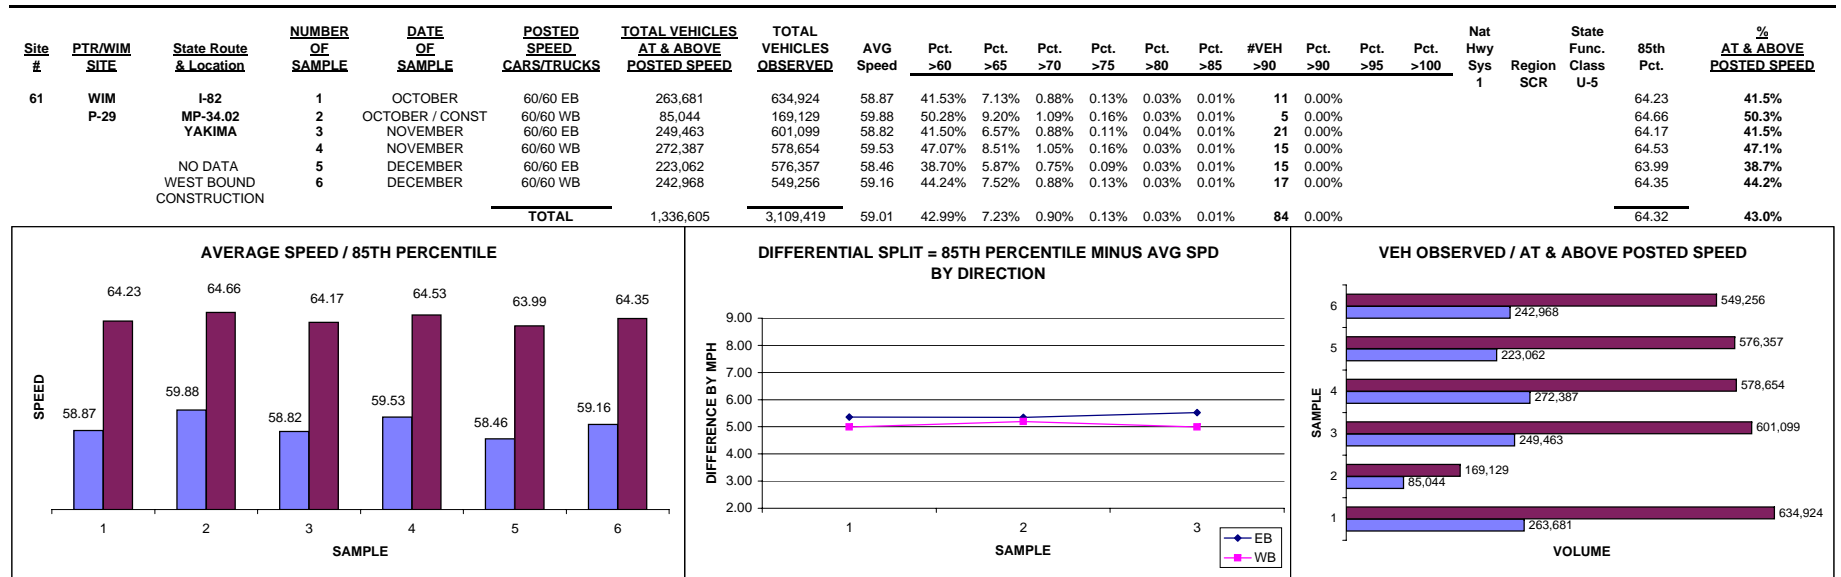 Site # PTR/WIM SITE State Route & Location NUMBER OF SAMPLE DATE OF SAMPLE POSTED SPEED CARS/TRUCKS TOTAL VEHICLES AT & ABOVE POSTED SPEED TOTAL VEHICLES OBSERVED AVG Speed Pct. >60 Pct. >65 Pct. >70 Pct. >75 Pct. >80 Pct. >85 #VEH >90 Pct. >90 Pct. >95 Pct. >100 Nat Hwy Sys 1 Region SCR State Func. Class U-5 85th Pct. % AT & ABOVE POSTED SPEED
61 WIM I-82 1 OCTOBER 60/60 EB 263,681 634,924 58.87 41.53% 7.13% 0.88% 0.13% 0.03% 0.01% 11 0.00% 64.23 41.5%
P-29 MP-34.02 2 OCTOBER / CONST 60/60 WB 85,044 169,129 59.88 50.28% 9.20% 1.09% 0.16% 0.03% 0.01% 5 0.00% 64.66 50.3%
YAKIMA 3 NOVEMBER 60/60 EB 249,463 601,099 58.82 41.50% 6.57% 0.88% 0.11% 0.04% 0.01% 21 0.00% 64.17 41.5%
4 NOVEMBER 60/60 WB 272,387 578,654 59.53 47.07% 8.51% 1.05% 0.16% 0.03% 0.01% 15 0.00% 64.53 47.1%
NO DATA 5 DECEMBER 60/60 EB 223,062 576,357 58.46 38.70% 5.87% 0.75% 0.09% 0.03% 0.01% 15 0.00% 63.99 38.7%
WEST BOUND 6 DECEMBER 60/60 WB 242,968 549,256 59.16 44.24% 7.52% 0.88% 0.13% 0.03% 0.01% 17 0.00% 64.35 44.2%
CONSTRUCTION
TOTAL 1,336,605 3,109,419 59.01 42.99% 7.23% 0.90% 0.13% 0.03% 0.01% 84 0.00% 64.32 43.0%
AVERAGE SPEED / 85TH PERCENTILE
64.23 64.66 64.17 64.53 63.99 64.35
58.87 59.88 58.82 59.53 58.46 59.16
SPEED
1 2 3 4 5 6
SAMPLE
DIFFERENTIAL SPLIT = 85TH PERCENTILE MINUS AVG SPD
BY DIRECTION
DIFFERENCE BY MPH
9.00
8.00
7.00
6.00
5.00
4.00
3.00
2.00
1 2 3
SAMPLE
EB
WB
VEH OBSERVED / AT & ABOVE POSTED SPEED
SAMPLE
6 549,256
242,968
5 576,357
223,062
4 578,654
272,387
3 601,099
249,463
2 169,129
85,044
1 634,924
263,681
VOLUME